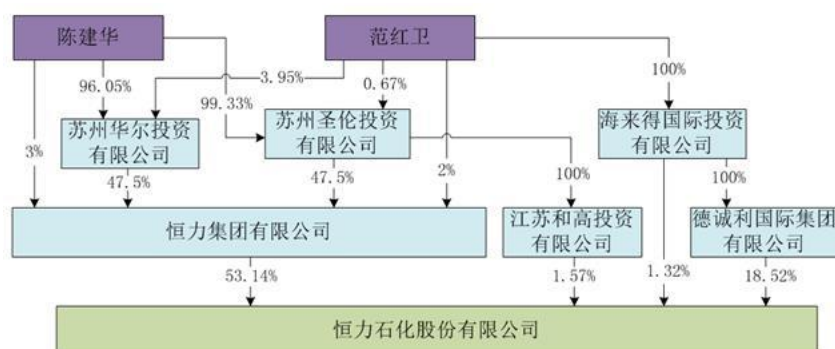 陈建华
范红卫
96.05%
3.95%
0.67%
100%
99.33%
苏州华尔投资
有限公司
苏州圣伦投资
有限公司
海来得国际投资
有限公司
3%
47.5%
47.5%
2%
100%
100%
恒力集团有限公司
江苏和高投资
有限公司
德诚利国际集团
有限公司
53.14%
1.57%
1.32%
18.52%
恒力石化股份有限公司